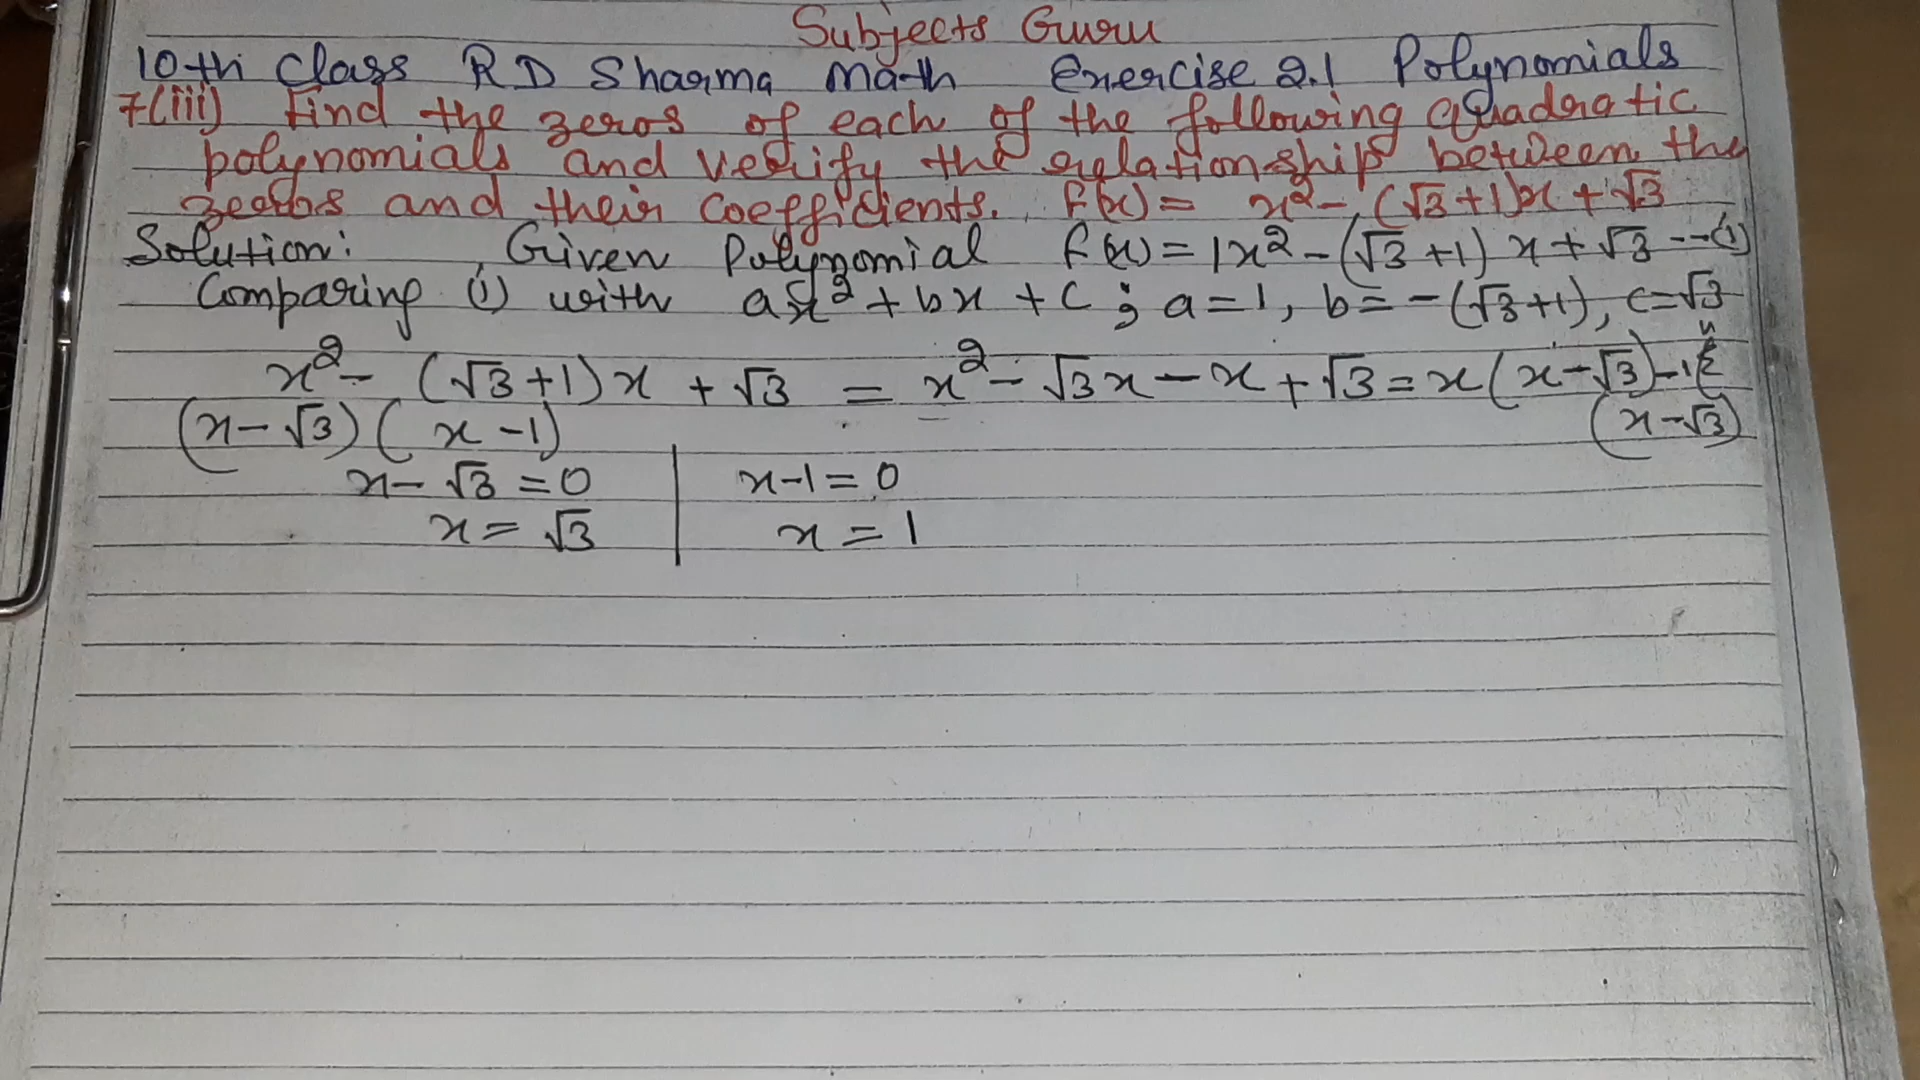 Subjects Guru
10th Class RD Sharma Math Exercise 2.1 Polynomials
7(iii) Find the zeros of each of the following quadratic
polynomials and verify the relationship between the
zeros and their coefficients. f(x) = x² - (√3+1)x + √3
Solution: Given Polynomial f(x) = 1x² - (√3+1) x + √3 --- (1)
Comparing (1) with ax² + bx + c ; a = 1, b = -(√3+1), c = √3
x² - (√3+1)x + √3 = x² - √3x - x + √3 = x(x-√3) -1
(x-√3)
(x-√3)(x-1)
x - √3 = 0 | x - 1 = 0
x = √3 | x = 1